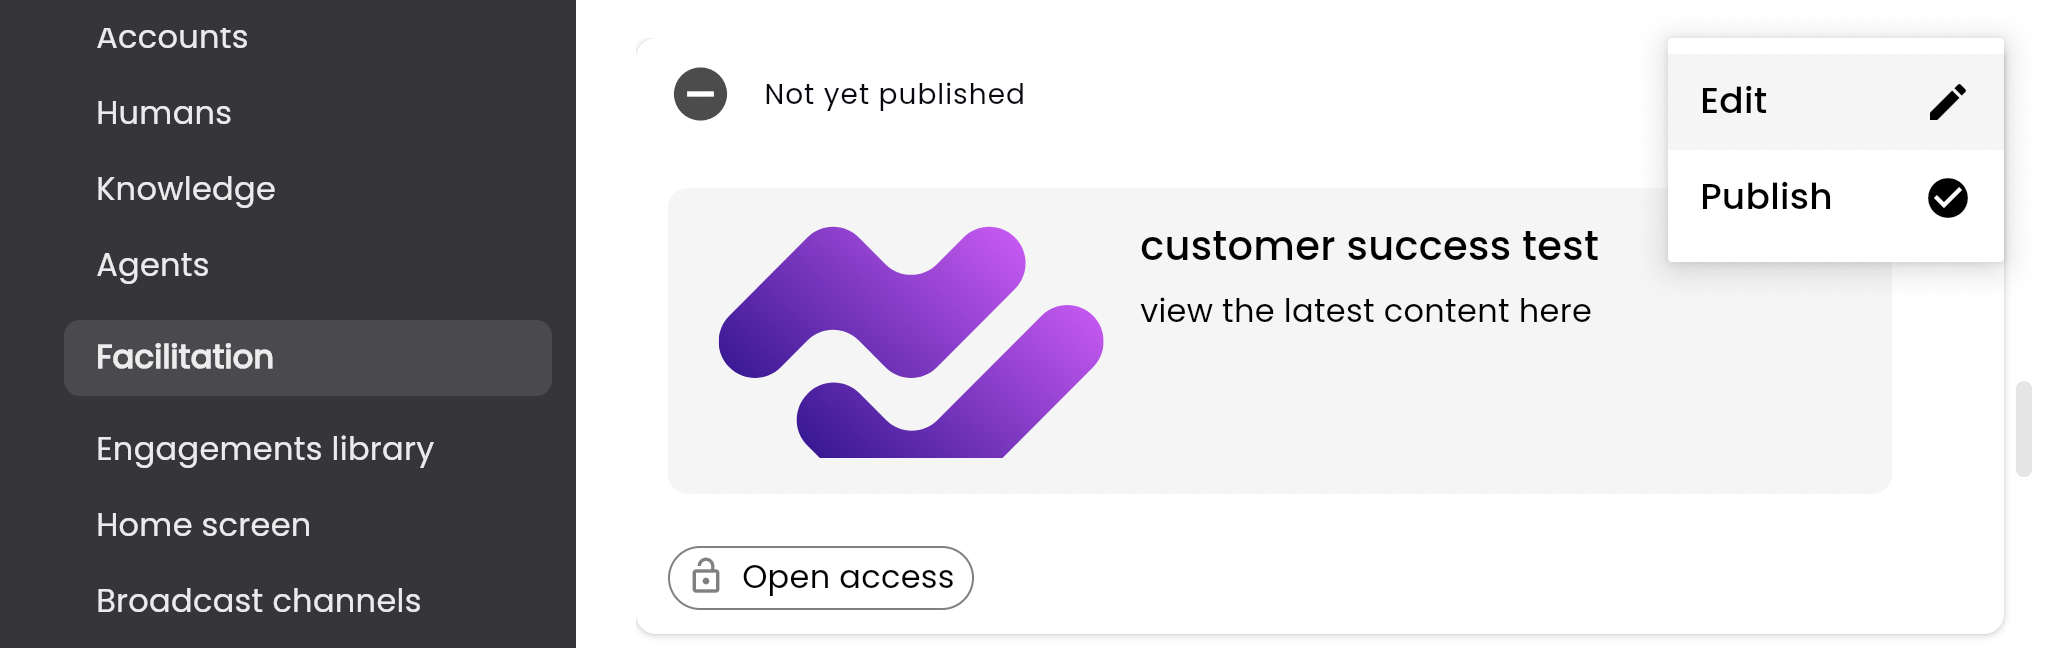 Accounts
Humans
Knowledge
Agents
Facilitation
Engagements library
Home screen
Broadcast channels
Not yet published
Edit
Publish
customer success test
view the latest content here
Open access